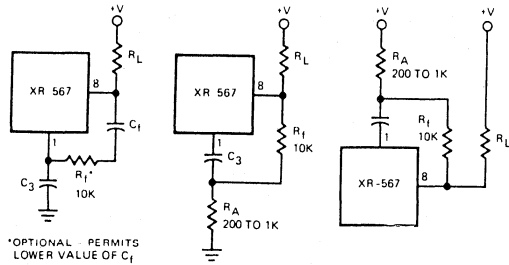 +V
R_L
XR 567
8
1
C_f
C_3
R_f*
10K
*OPTIONAL - PERMITS
LOWER VALUE OF C_f
+V
R_L
XR 567
8
1
C_3
R_f
10K
R_A
200 TO 1K
+V
+V
R_A
200 TO 1K
R_f
10K
1
R_L
XR-567
8